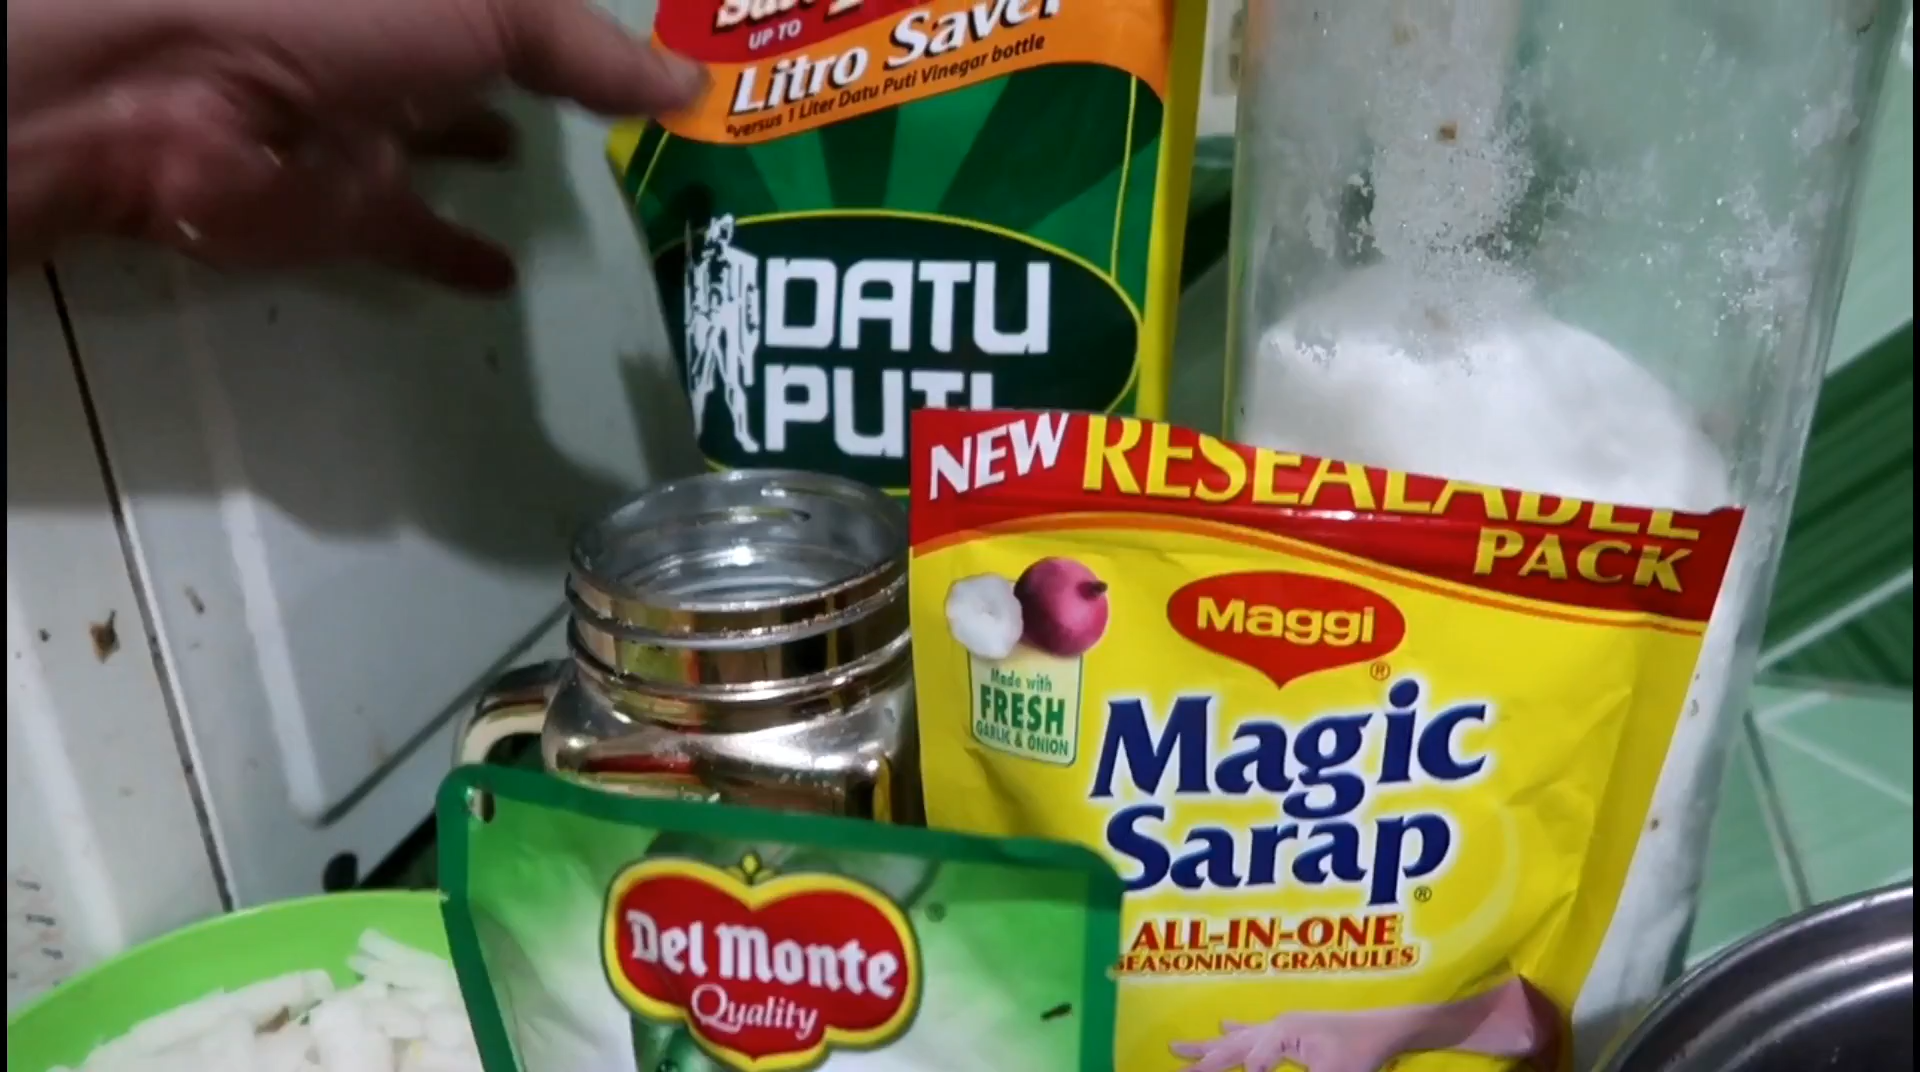 UP TO
Litro Saver
*versus 1 Liter Datu Puti Vinegar bottle
DATU
PUTI
NEW RESEALABLE
PACK
Maggi
®
Made with
FRESH
GARLIC & ONION
Magic
Sarap
®
ALL-IN-ONE
SEASONING GRANULES
Del Monte
®
Quality